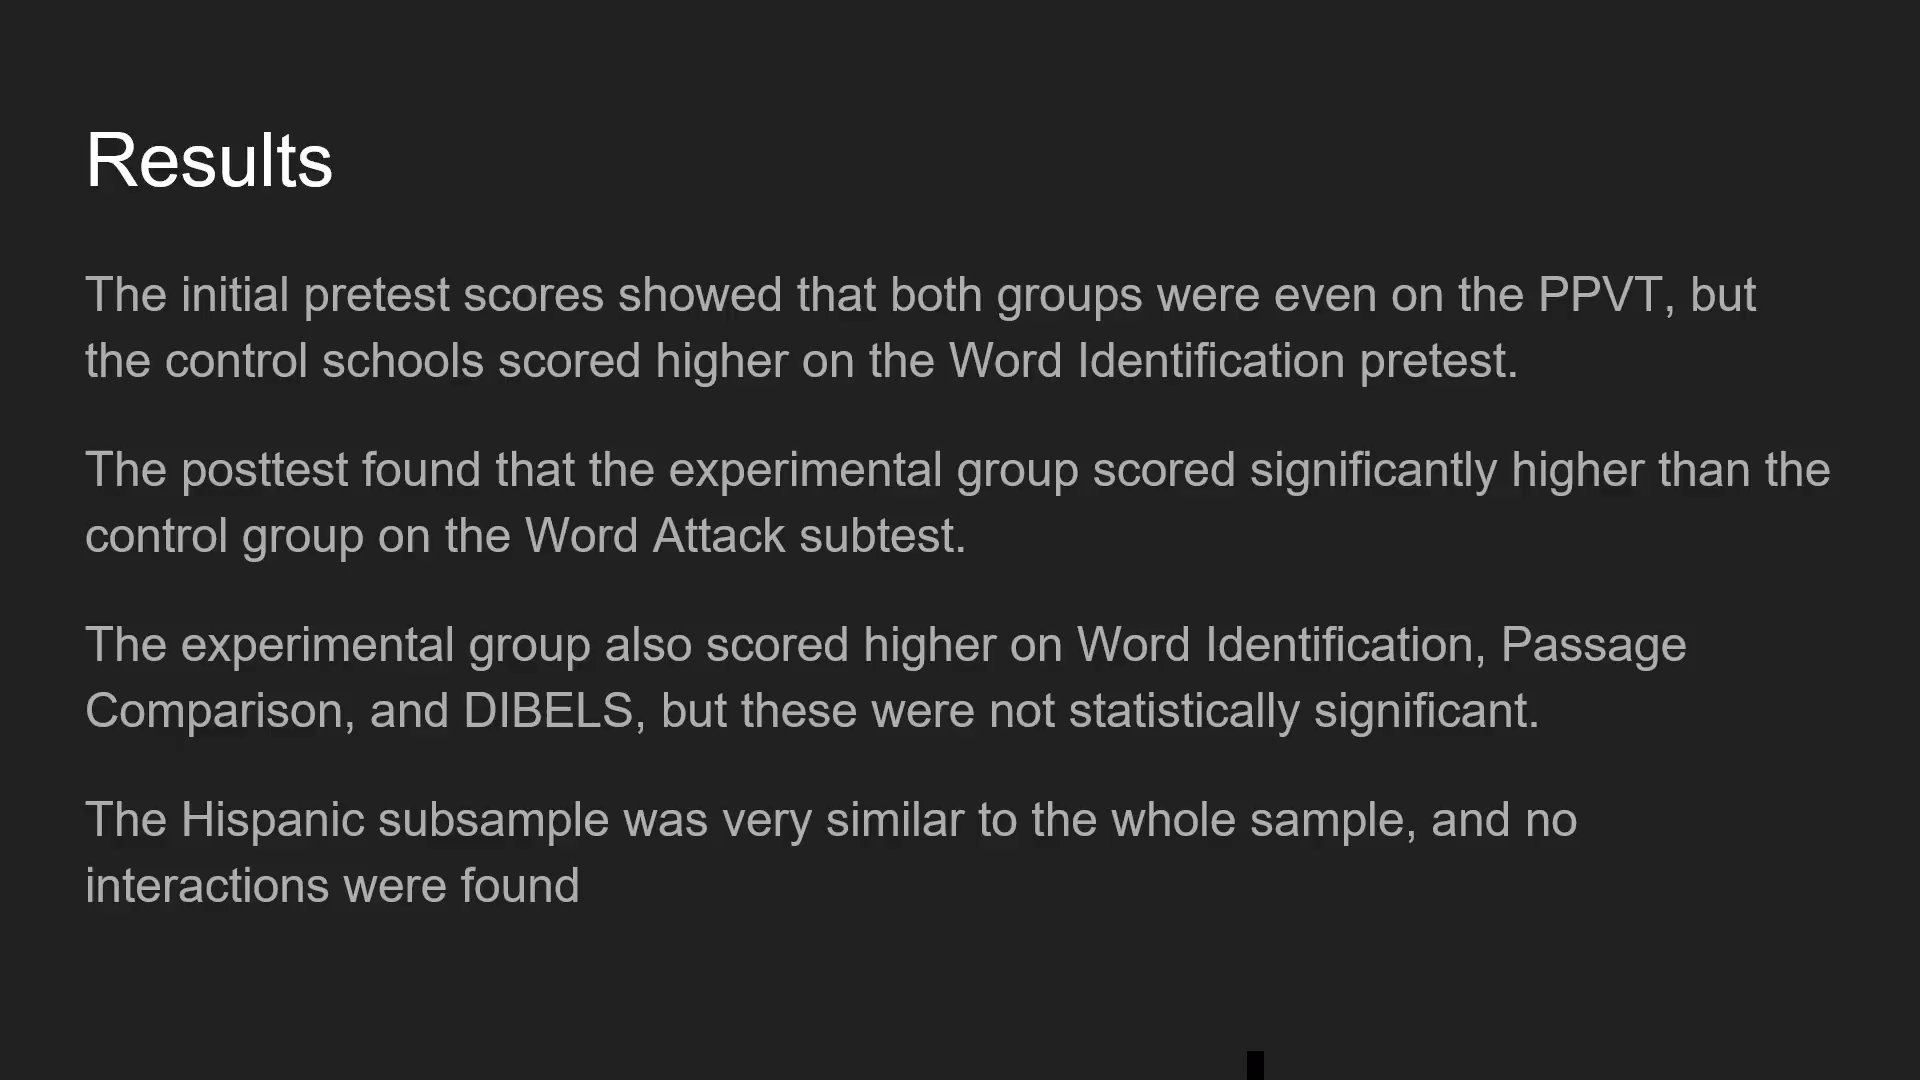 Results
The initial pretest scores showed that both groups were even on the PPVT, but
the control schools scored higher on the Word Identification pretest.
The posttest found that the experimental group scored significantly higher than the
control group on the Word Attack subtest.
The experimental group also scored higher on Word Identification, Passage
Comparison, and DIBELS, but these were not statistically significant.
The Hispanic subsample was very similar to the whole sample, and no
interactions were found